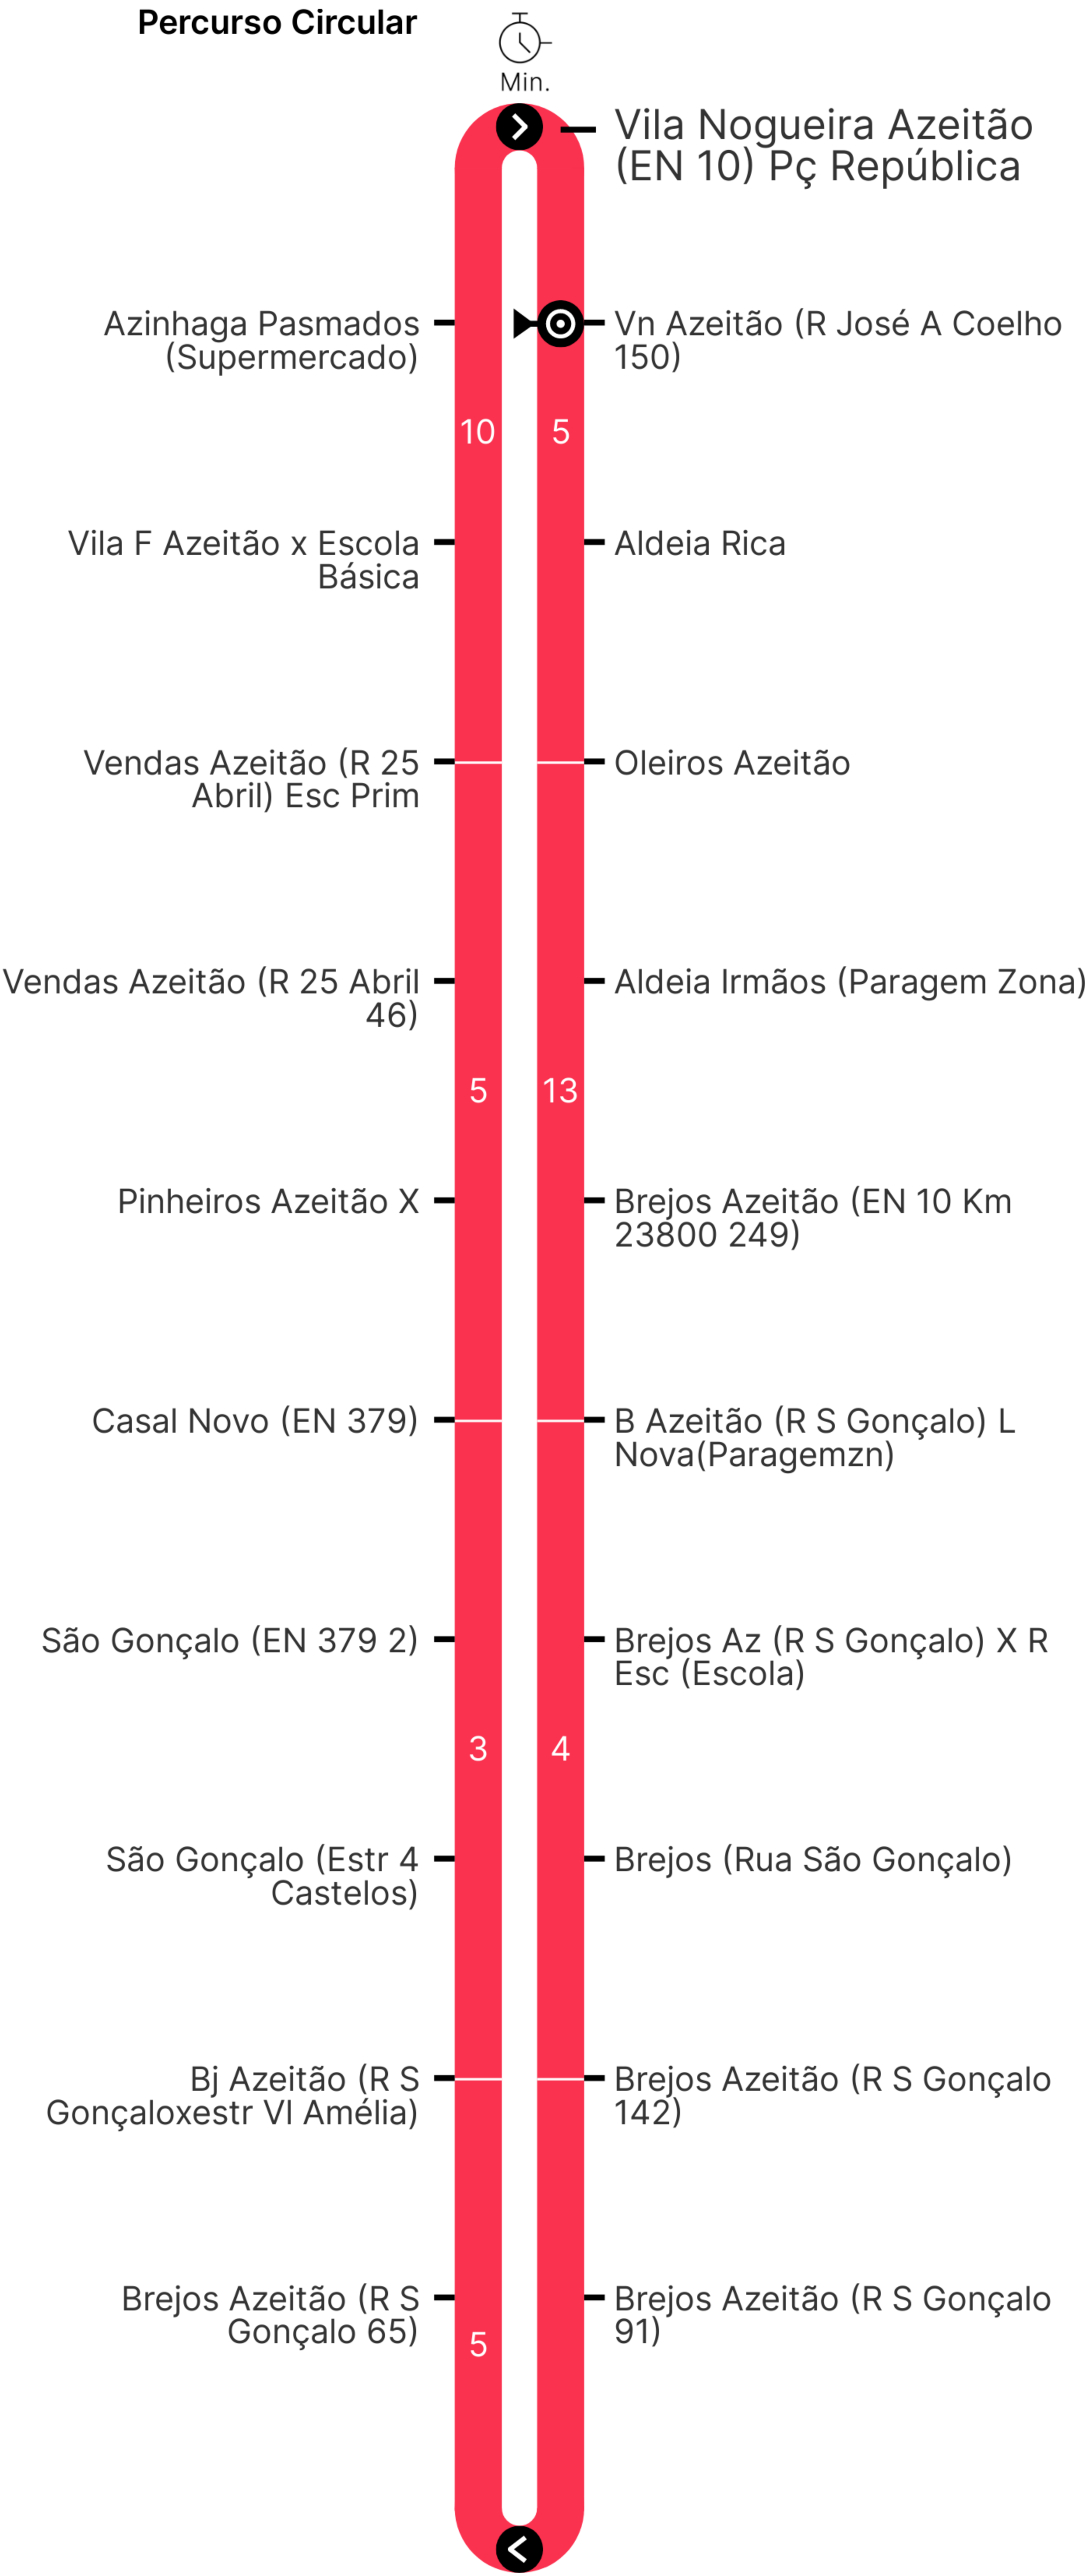 Percurso Circular
Min.
Vila Nogueira Azeitão
(EN 10) Pç República
Azinhaga Pasmados
(Supermercado)
Vn Azeitão (R José A Coelho
150)
10
5
Vila F Azeitão x Escola
Básica
Aldeia Rica
Vendas Azeitão (R 25
Abril) Esc Prim
Oleiros Azeitão
Vendas Azeitão (R 25 Abril
46)
Aldeia Irmãos (Paragem Zona)
5
13
Pinheiros Azeitão X
Brejos Azeitão (EN 10 Km
23800 249)
Casal Novo (EN 379)
B Azeitão (R S Gonçalo) L
Nova(Paragemzn)
São Gonçalo (EN 379 2)
Brejos Az (R S Gonçalo) X R
Esc (Escola)
3
4
São Gonçalo (Estr 4
Castelos)
Brejos (Rua São Gonçalo)
Bj Azeitão (R S
Gonçaloxestr Vl Amélia)
Brejos Azeitão (R S Gonçalo
142)
Brejos Azeitão (R S
Gonçalo 65)
Brejos Azeitão (R S Gonçalo
91)
5